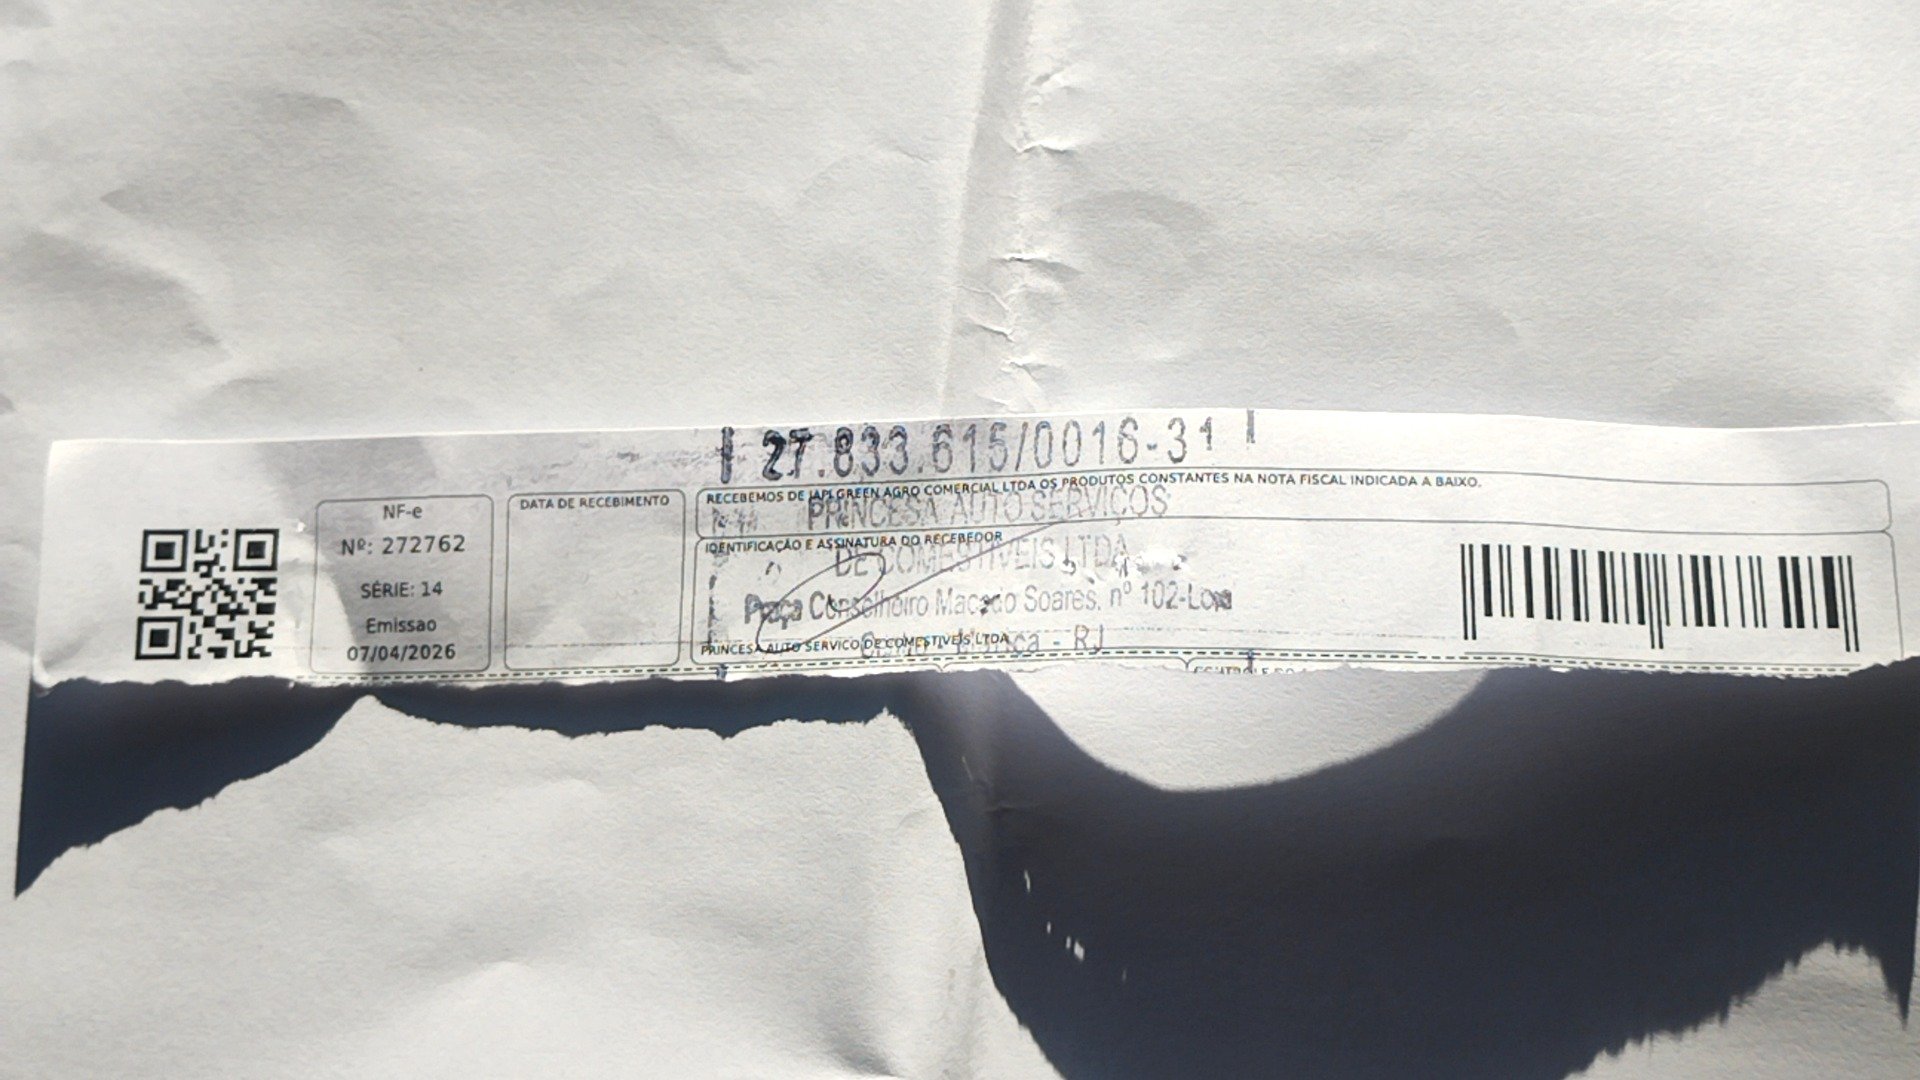 27.833.615/0016-31
NF-e
Nº: 272762
SÉRIE: 14
Emissao
07/04/2026
DATA DE RECEBIMENTO
RECEBEMOS DE JAPI GREEN AGRO COMERCIAL LTDA OS PRODUTOS CONSTANTES NA NOTA FISCAL INDICADA A BAIXO.
PRINCESA AUTO SERVIÇOS
IDENTIFICAÇÃO E ASSINATURA DO RECEBEDOR
DE COMESTIVEIS LTDA
Praça Conselheiro Macedo Soares, nº 102-Loja
PRINCESA AUTO SERVICO DE COMESTIVEIS LTDA
- RJ